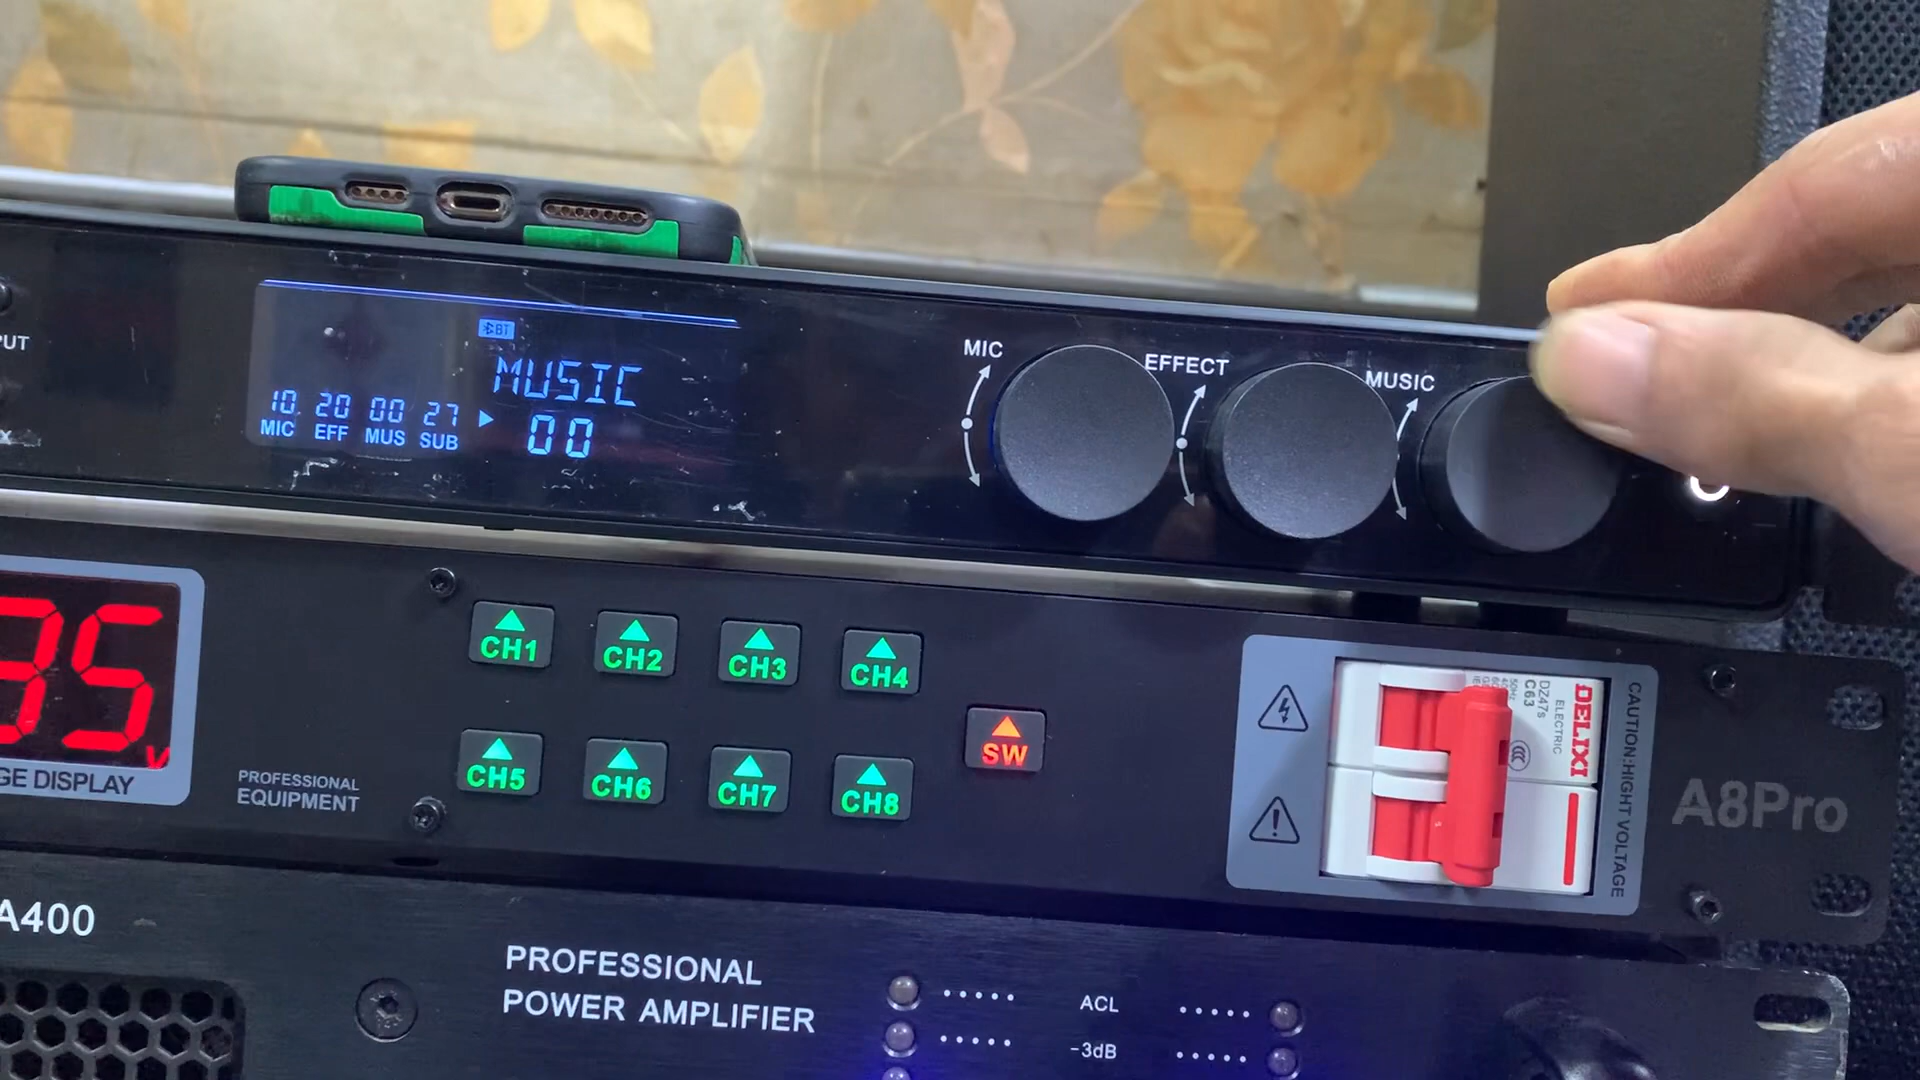 PUT
X
BT
MUSIC
00
10 20 00 27
MIC EFF MUS SUB
MIC
EFFECT
MUSIC
35
V
GE DISPLAY
PROFESSIONAL
EQUIPMENT
CH1
CH2
CH3
CH4
CH5
CH6
CH7
CH8
SW
DELIXI
ELECTRIC
DZ47s
C63
CAUTION:HIGHT VOLTAGE
A8Pro
A400
PROFESSIONAL
POWER AMPLIFIER
ACL
-3dB